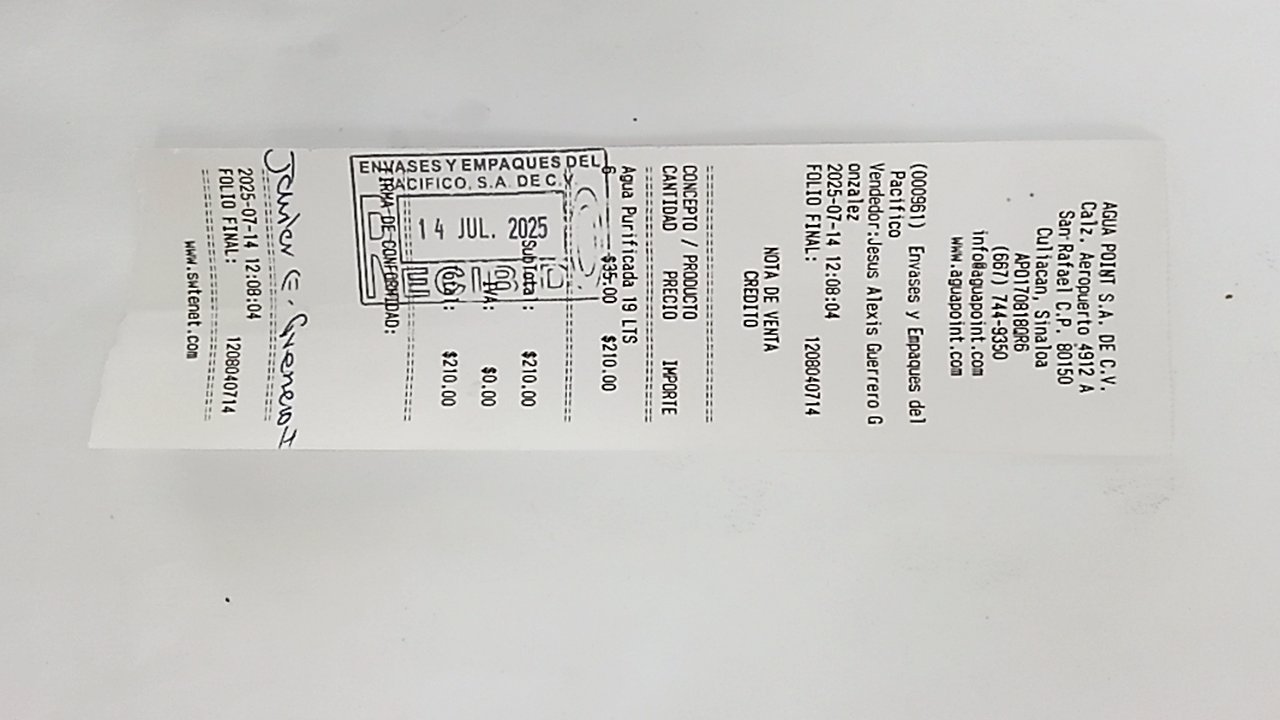 AGUA POINT S.A. DE C.V.
Calz. Aeropuerto 4912 A
San Rafael C.P. 80150
Culiacan, Sinaloa
APO170818QR6
(667) 744-9350
info@aguapoint.com
www.aguapoint.com
(000961) Envases y Empaques del
Pacifico
Vendedor:Jesus Alexis Guerrero G
onzalez
2025-07-14 12:08:04
FOLIO FINAL: 1208040714
NOTA DE VENTA
CREDITO
CONCEPTO / PRODUCTO
CANTIDAD PRECIO IMPORTE
Agua Purificada 19 LTS
6 $35.00 $210.00
Subtotal: $210.00
IVA: $0.00
Total: $210.00
FIRMA DE CONFORMIDAD:
ENVASES Y EMPAQUES DEL
PACIFICO, S.A. DE C.V.
14 JUL. 2025
Javier E.
2025-07-14 12:08:04
FOLIO FINAL: 1208040714
www.swtenet.com